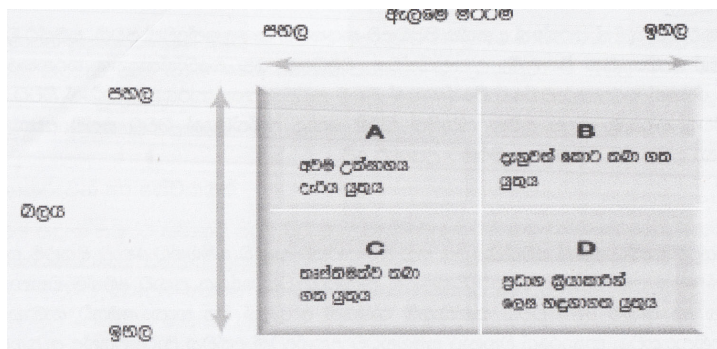 ඇලමේ මට්ටම
පහල ඉහල
පහල
A B
අවම උත්සාහය දැනුවත් කොට තබා ගත
දැරිය යුතුය යුතුය
බලය
C D
තෘප්තිමත්ව තබා ප්‍රධාන ක්‍රියාකාරීන්
ගත යුතුය ලෙස හඳුනාගත යුතුය
ඉහල